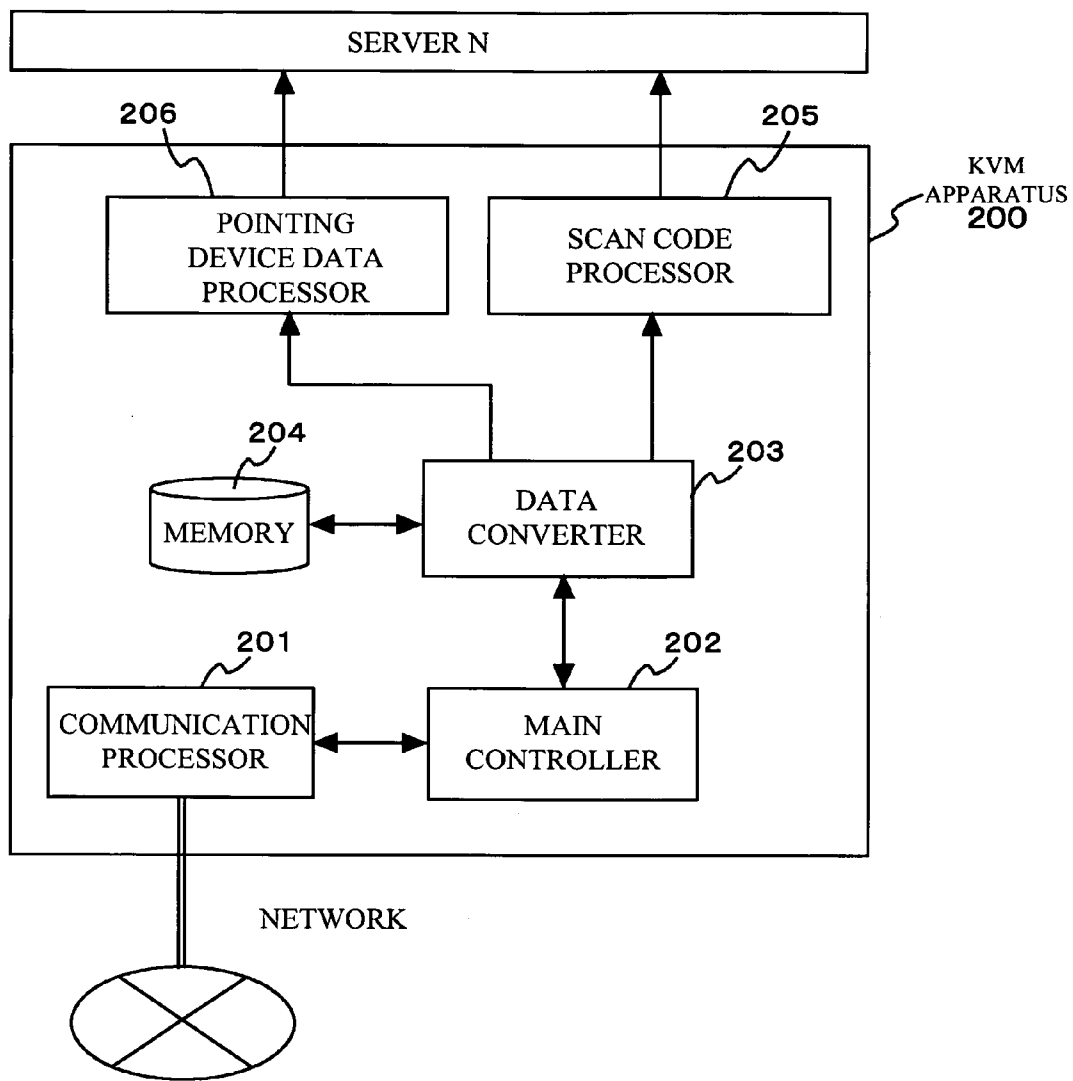 SERVER N
206
205
KVM
APPARATUS
200
POINTING
DEVICE DATA
PROCESSOR
SCAN CODE
PROCESSOR
204
203
MEMORY
DATA
CONVERTER
201
202
COMMUNICATION
PROCESSOR
MAIN
CONTROLLER
NETWORK